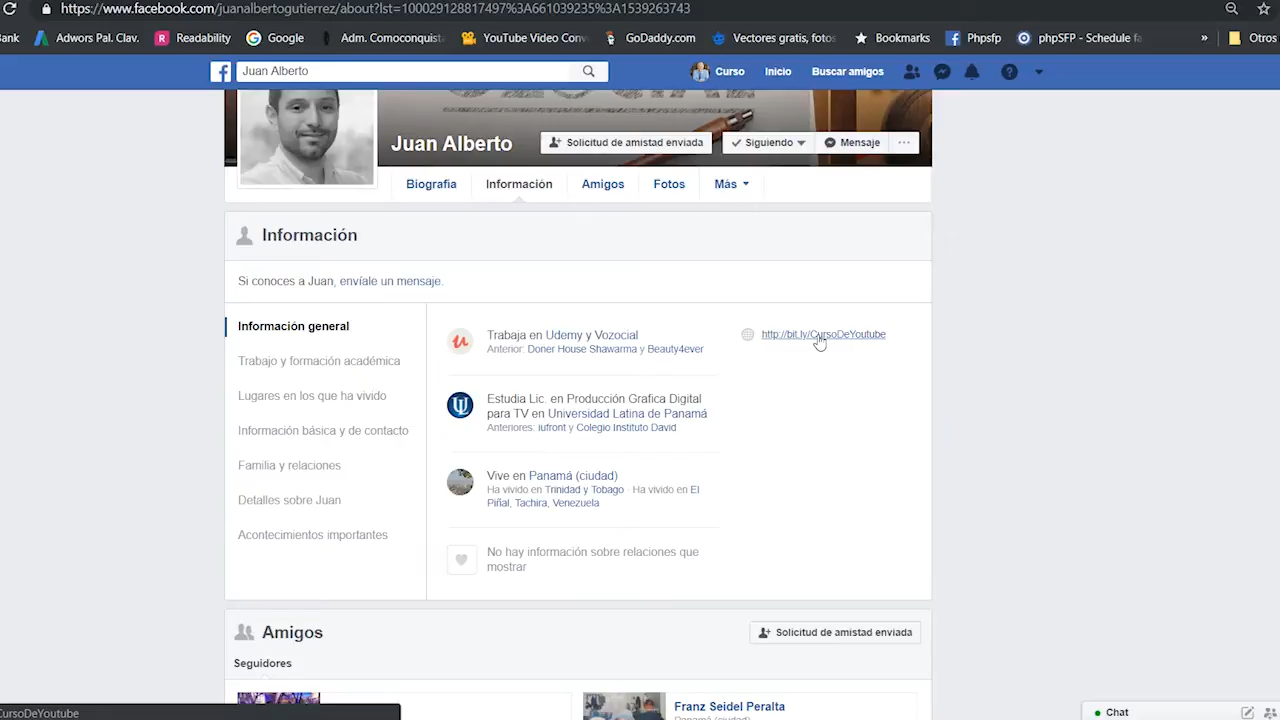 https://www.facebook.com/juanalbertogutierrez/about?lst=100029128817497%3A661039235%3A1539263743
Bank Adwors Pal. Clav. Readability Google Adm. Comoconquist YouTube Video Conv GoDaddy.com Vectores gratis, fotos Bookmarks Phpsfp phpSFP - Schedule fa » Otros
Juan Alberto Curso Inicio Buscar amigos
Juan Alberto Solicitud de amistad enviada Siguiendo Mensaje ...
Biografía Información Amigos Fotos Más
Información
Si conoces a Juan, envíale un mensaje.
Información general
Trabajo y formación académica
Lugares en los que ha vivido
Información básica y de contacto
Familia y relaciones
Detalles sobre Juan
Acontecimientos importantes
Trabaja en Udemy y Vozocial
Anterior: Doner House Shawarma y Beauty4ever
Estudia Lic. en Producción Grafica Digital
para TV en Universidad Latina de Panamá
Anteriores: iufront y Colegio Instituto David
Vive en Panamá (ciudad)
Ha vivido en Trinidad y Tobago · Ha vivido en El
Piñal, Tachira, Venezuela
No hay información sobre relaciones que
mostrar
http://bit.ly/CursoDeYoutube
Amigos Solicitud de amistad enviada
Seguidores
Franz Seidel Peralta
Panamá (ciudad)
CursoDeYoutube
Chat